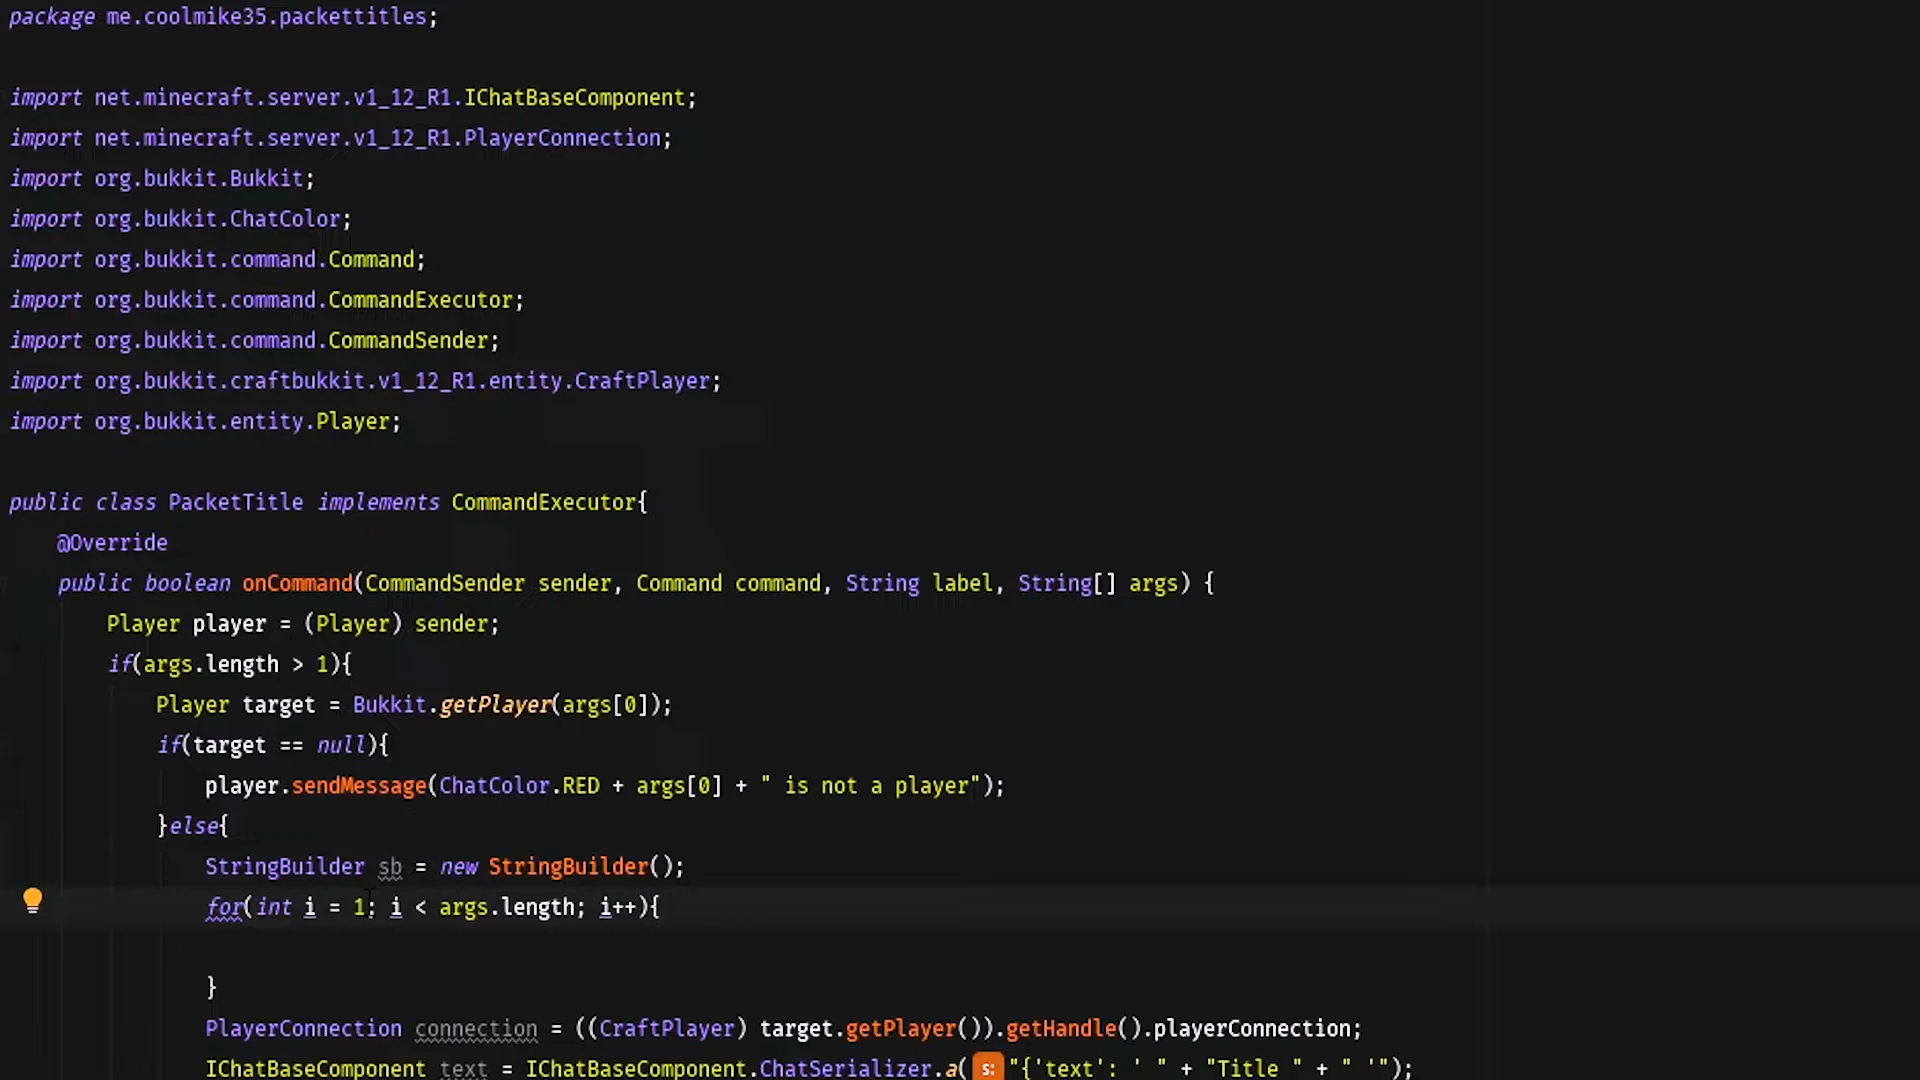 package me.coolmike35.packettitles;
import net.minecraft.server.v1_12_R1.IChatBaseComponent;
import net.minecraft.server.v1_12_R1.PlayerConnection;
import org.bukkit.Bukkit;
import org.bukkit.ChatColor;
import org.bukkit.command.Command;
import org.bukkit.command.CommandExecutor;
import org.bukkit.command.CommandSender;
import org.bukkit.craftbukkit.v1_12_R1.entity.CraftPlayer;
import org.bukkit.entity.Player;
public class PacketTitle implements CommandExecutor{
@Override
public boolean onCommand(CommandSender sender, Command command, String label, String[] args) {
Player player = (Player) sender;
if(args.length > 1){
Player target = Bukkit.getPlayer(args[0]);
if(target == null){
player.sendMessage(ChatColor.RED + args[0] + " is not a player");
}else{
StringBuilder sb = new StringBuilder();
for(int i = 1; i < args.length; i++){
}
PlayerConnection connection = ((CraftPlayer) target.getPlayer()).getHandle().playerConnection;
IChatBaseComponent text = IChatBaseComponent.ChatSerializer.a( s: "{'text': ' " + "Title " + " '");